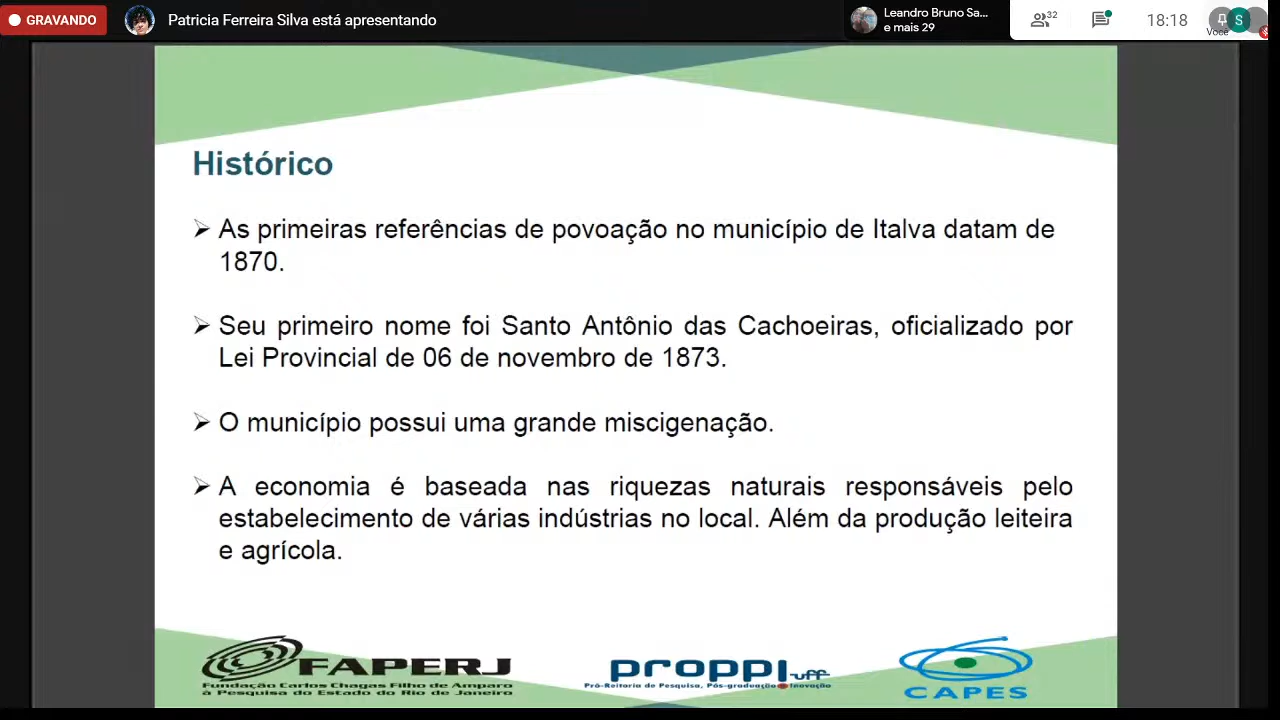 GRAVANDO
Patricia Ferreira Silva está apresentando
Leandro Bruno Sa...
e mais 29
32
18:18
S
Você
Histórico
➢ As primeiras referências de povoação no município de Italva datam de
1870.
➢ Seu primeiro nome foi Santo Antônio das Cachoeiras, oficializado por
Lei Provincial de 06 de novembro de 1873.
➢ O município possui uma grande miscigenação.
➢ A economia é baseada nas riquezas naturais responsáveis pelo
estabelecimento de várias indústrias no local. Além da produção leiteira
e agrícola.
FAPERJ
Fundação Carlos Chagas Filho de Amparo
à Pesquisa do Estado do Rio de Janeiro
proppi uff
Pró-Reitoria de Pesquisa, Pós-graduação e Inovação
CAPES